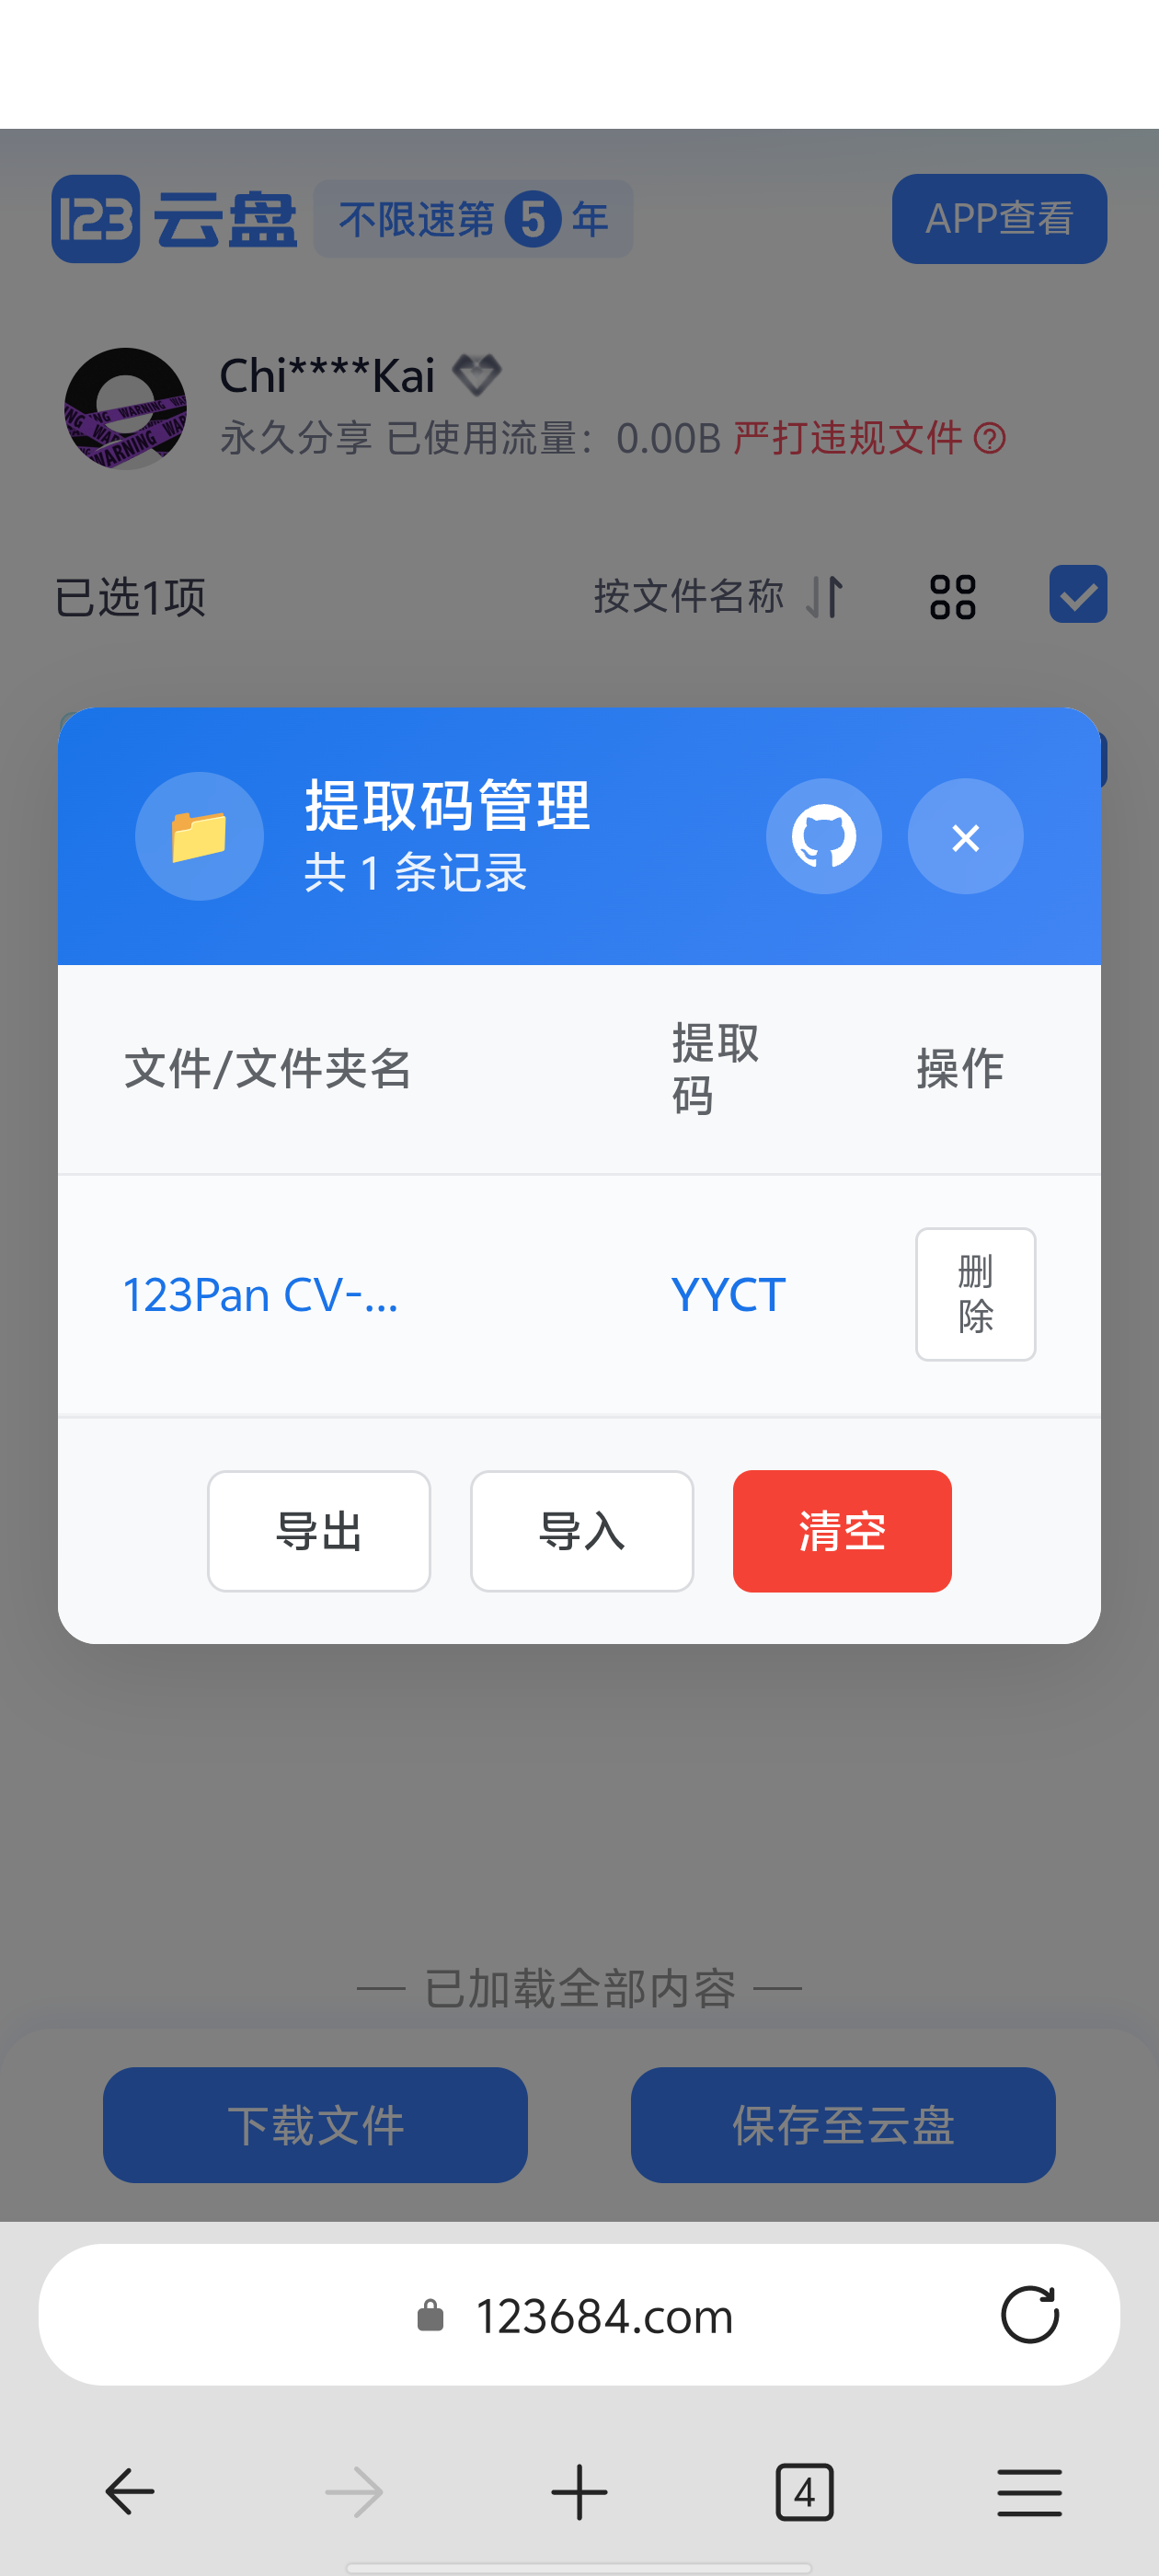 123云盘 不限速第5年 APP查看
Chi****Kai
永久分享 已使用流量：0.00B 严打违规文件
已选1项 按文件名称
提取码管理
共 1 条记录
文件/文件夹名 提取码 操作
123Pan CV-... YYCT 删除
导出 导入 清空
已加载全部内容
下载文件 保存至云盘
123684.com
4